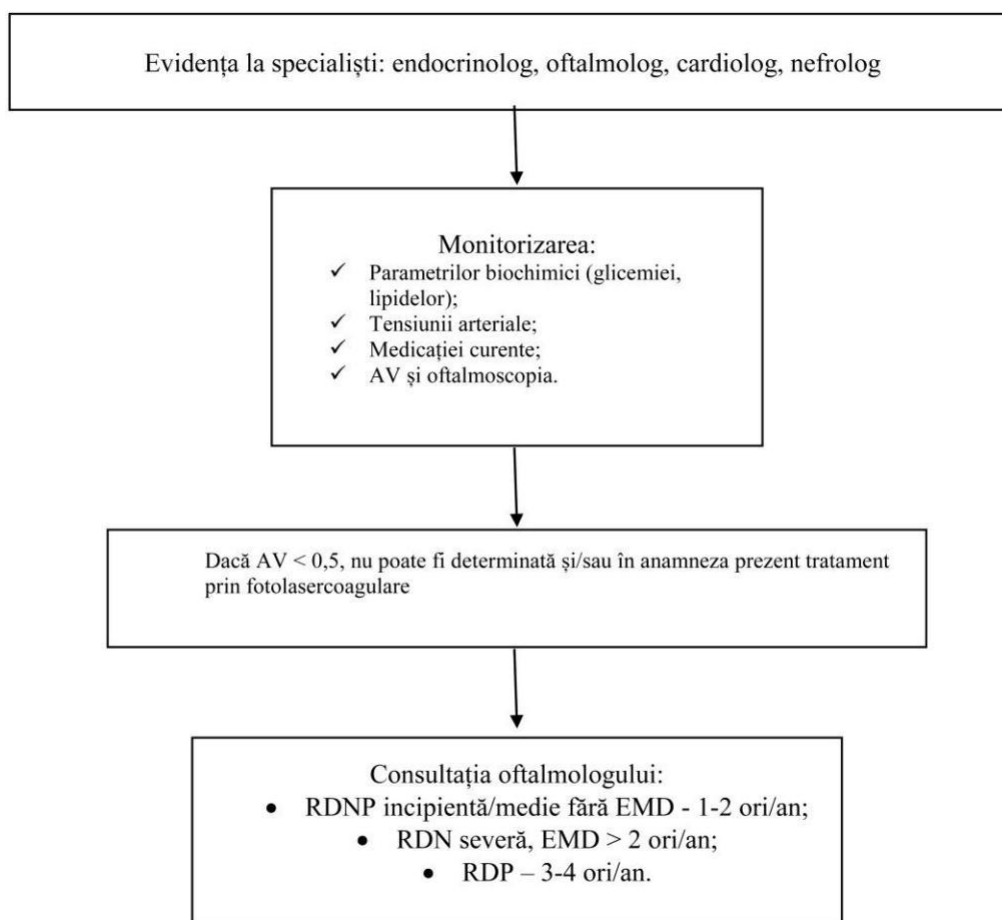 Evidența la specialiști: endocrinolog, oftalmolog, cardiolog, nefrolog
Monitorizarea:
✓ Parametrilor biochimici (glicemiei,
lipidelor);
✓ Tensiunii arteriale;
✓ Medicației curente;
✓ AV și oftalmoscopia.
Dacă AV < 0,5, nu poate fi determinată și/sau în anamneza prezent tratament
prin fotolasercoagulare
Consultația oftalmologului:
• RDNP incipientă/medie fără EMD - 1-2 ori/an;
• RDN severă, EMD > 2 ori/an;
• RDP – 3-4 ori/an.